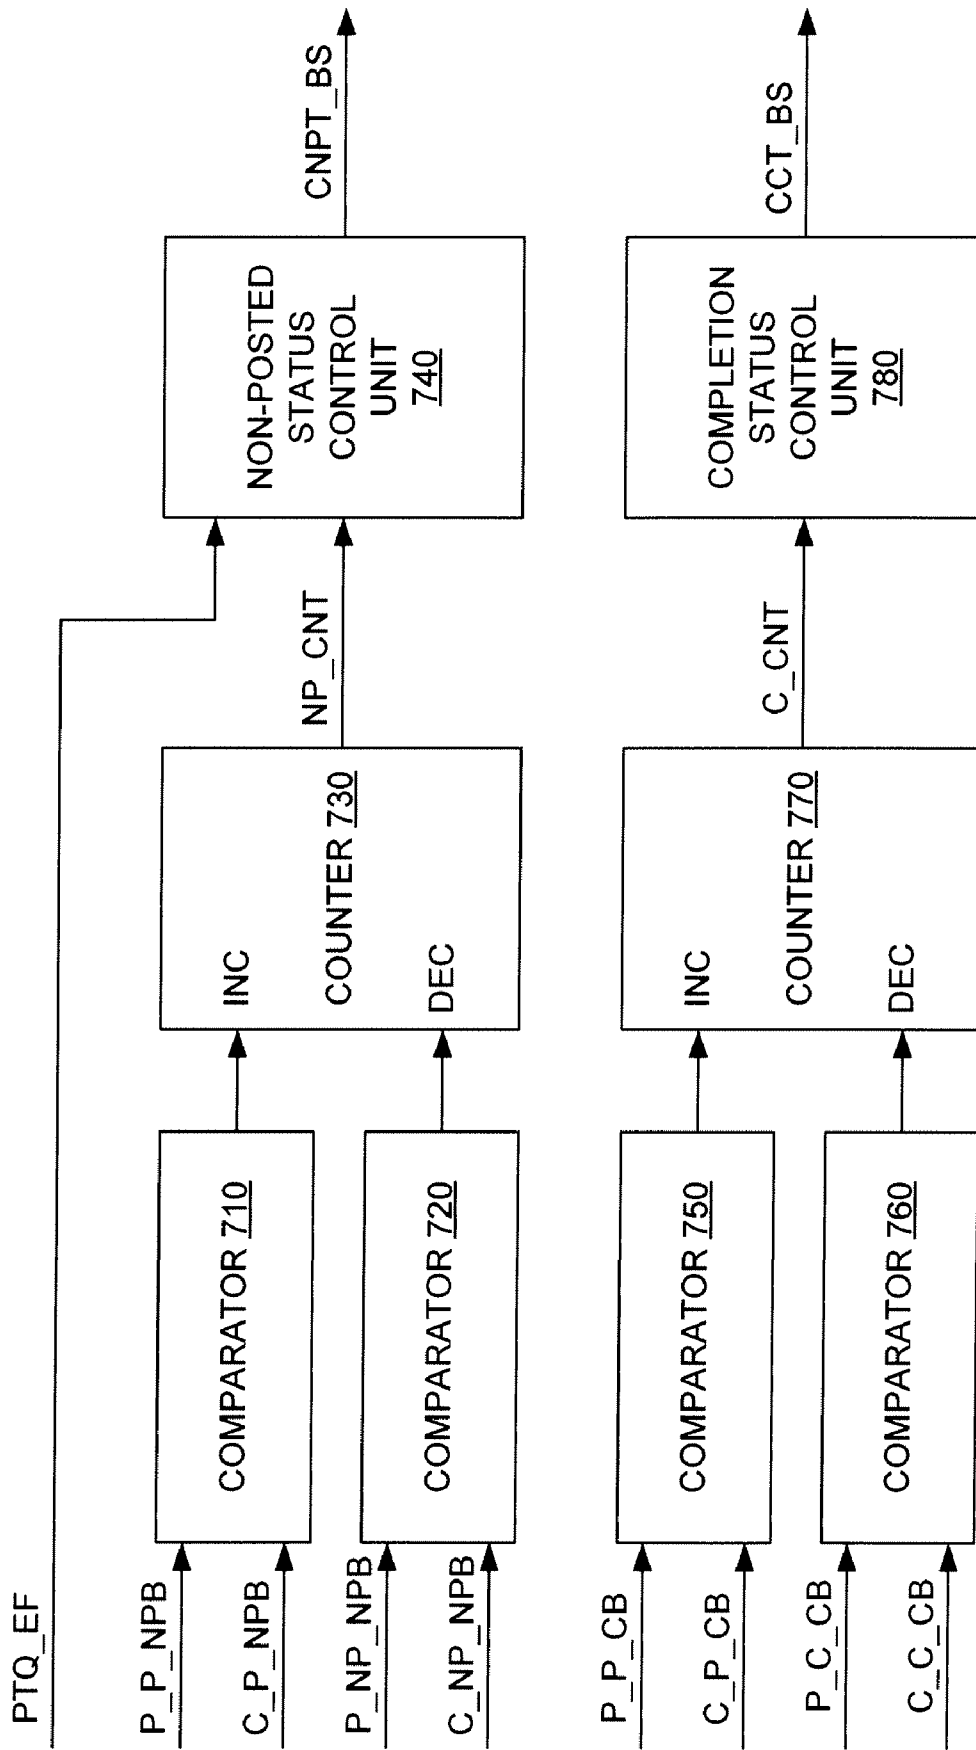 PTQ_EF
P_P_NPB
C_P_NPB
P_NP_NPB
C_NP_NPB
COMPARATOR 710
COMPARATOR 720
INC
COUNTER 730
DEC
NP_CNT
NON-POSTED
STATUS
CONTROL
UNIT
740
CNPT_BS
P_P_CB
C_P_CB
P_C_CB
C_C_CB
COMPARATOR 750
COMPARATOR 760
INC
COUNTER 770
DEC
C_CNT
COMPLETION
STATUS
CONTROL
UNIT
780
CCT_BS